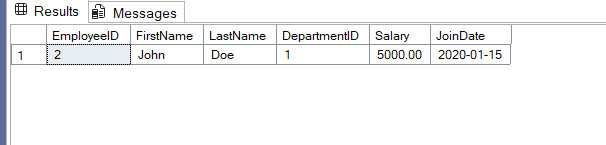 Results Messages
EmployeeID FirstName LastName DepartmentID Salary JoinDate
1 2 John Doe 1 5000.00 2020-01-15